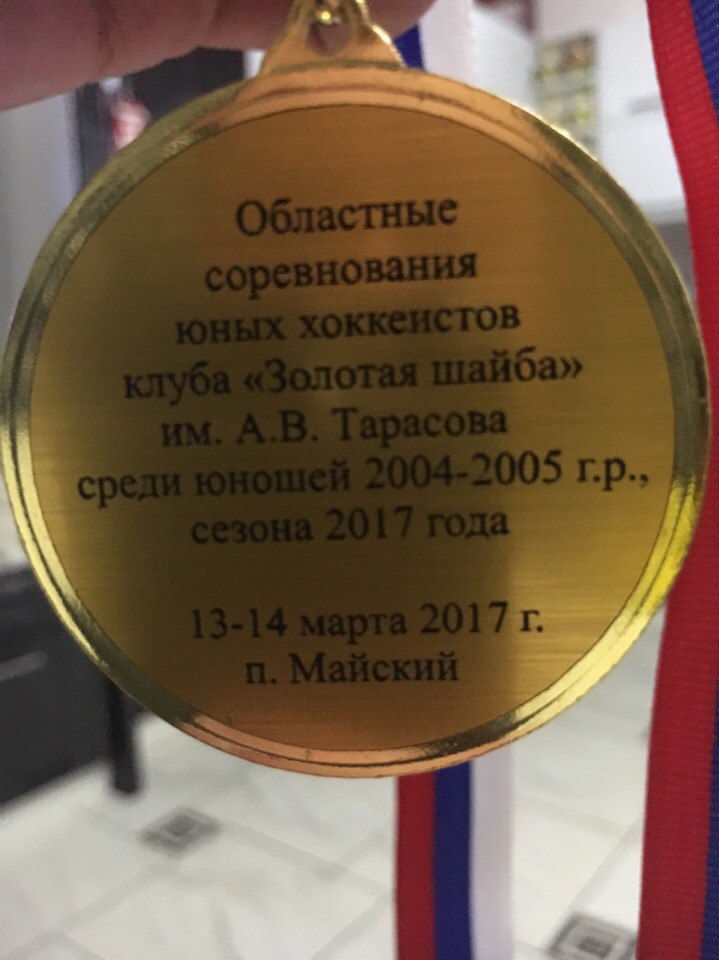 Областные
соревнования
юных хоккеистов
клуба «Золотая шайба»
им. А.В. Тарасова
среди юношей 2004-2005 г.р.,
сезона 2017 года
13-14 марта 2017 г.
п. Майский